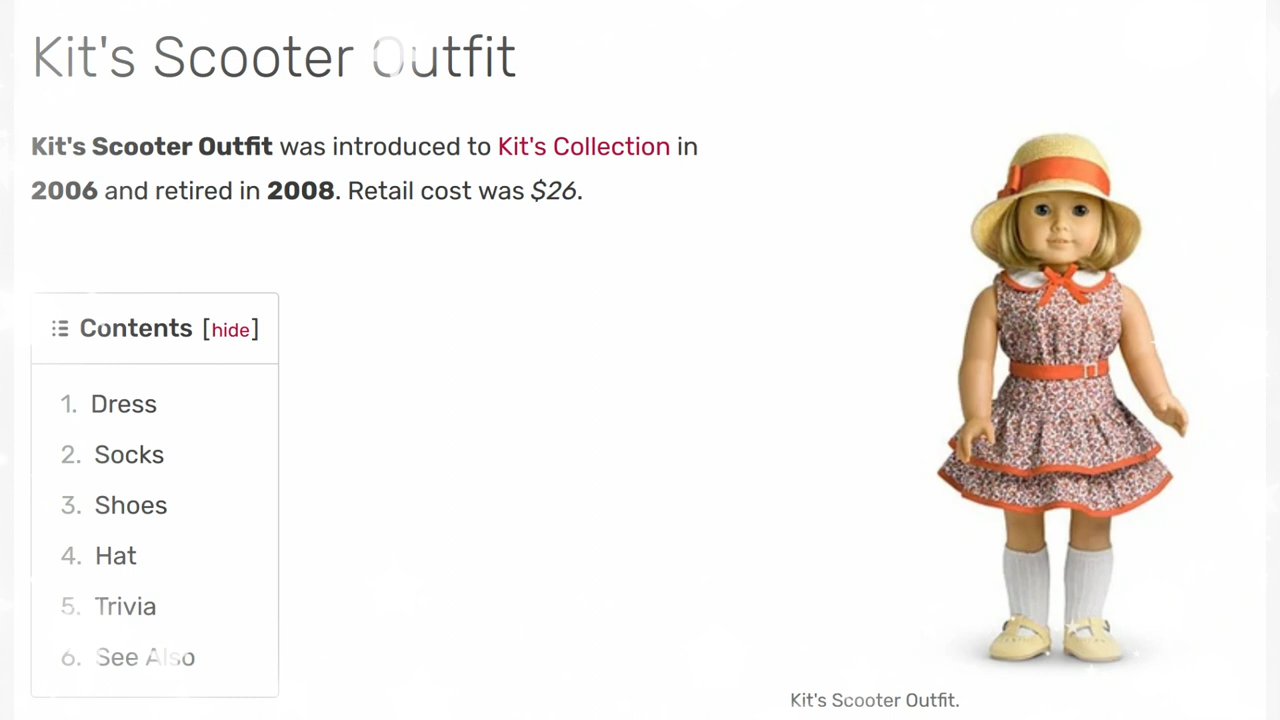 Kit's Scooter Outfit
Kit's Scooter Outfit was introduced to Kit's Collection in
2006 and retired in 2008. Retail cost was $26.
Contents [hide]
1. Dress
2. Socks
3. Shoes
4. Hat
5. Trivia
6. See Also
Kit's Scooter Outfit.